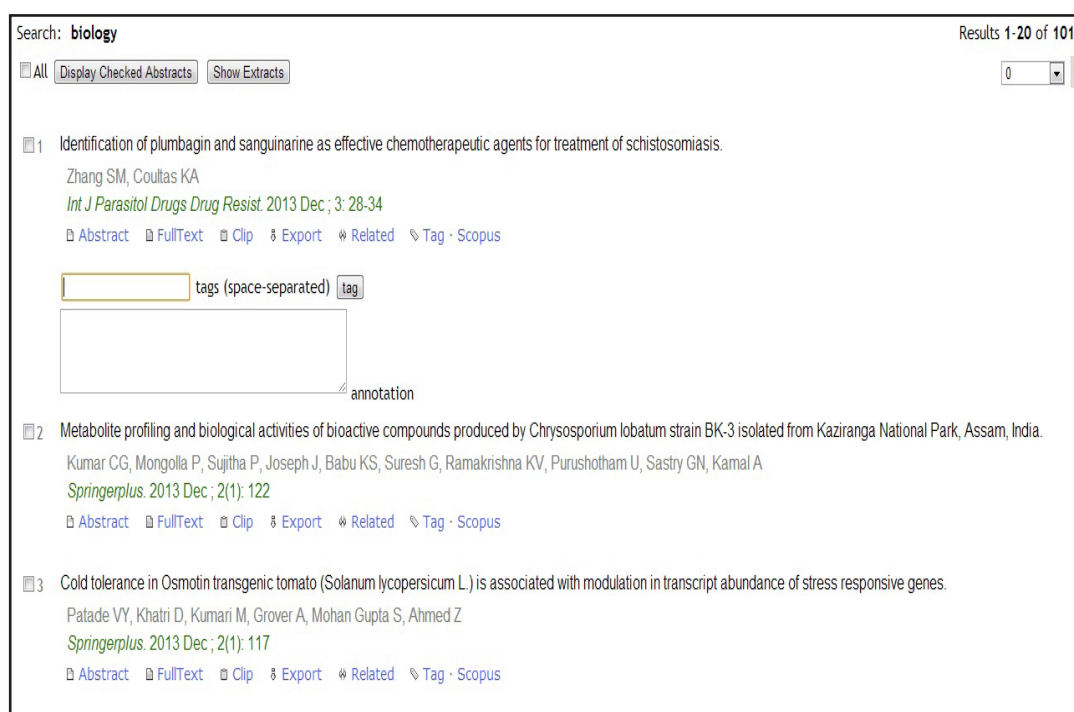 Search: biology Results 1-20 of 101
All Display Checked Abstracts Show Extracts 0
1 Identification of plumbagin and sanguinarine as effective chemotherapeutic agents for treatment of schistosomiasis.
Zhang SM, Coultas KA
Int J Parasitol Drugs Drug Resist. 2013 Dec ; 3: 28-34
Abstract FullText Clip Export Related Tag · Scopus
tags (space-separated) tag
annotation
2 Metabolite profiling and biological activities of bioactive compounds produced by Chrysosporium lobatum strain BK-3 isolated from Kaziranga National Park, Assam, India.
Kumar CG, Mongolla P, Sujitha P, Joseph J, Babu KS, Suresh G, Ramakrishna KV, Purushotham U, Sastry GN, Kamal A
Springerplus. 2013 Dec ; 2(1): 122
Abstract FullText Clip Export Related Tag · Scopus
3 Cold tolerance in Osmotin transgenic tomato (Solanum lycopersicum L.) is associated with modulation in transcript abundance of stress responsive genes.
Patade VY, Khatri D, Kumari M, Grover A, Mohan Gupta S, Ahmed Z
Springerplus. 2013 Dec ; 2(1): 117
Abstract FullText Clip Export Related Tag · Scopus